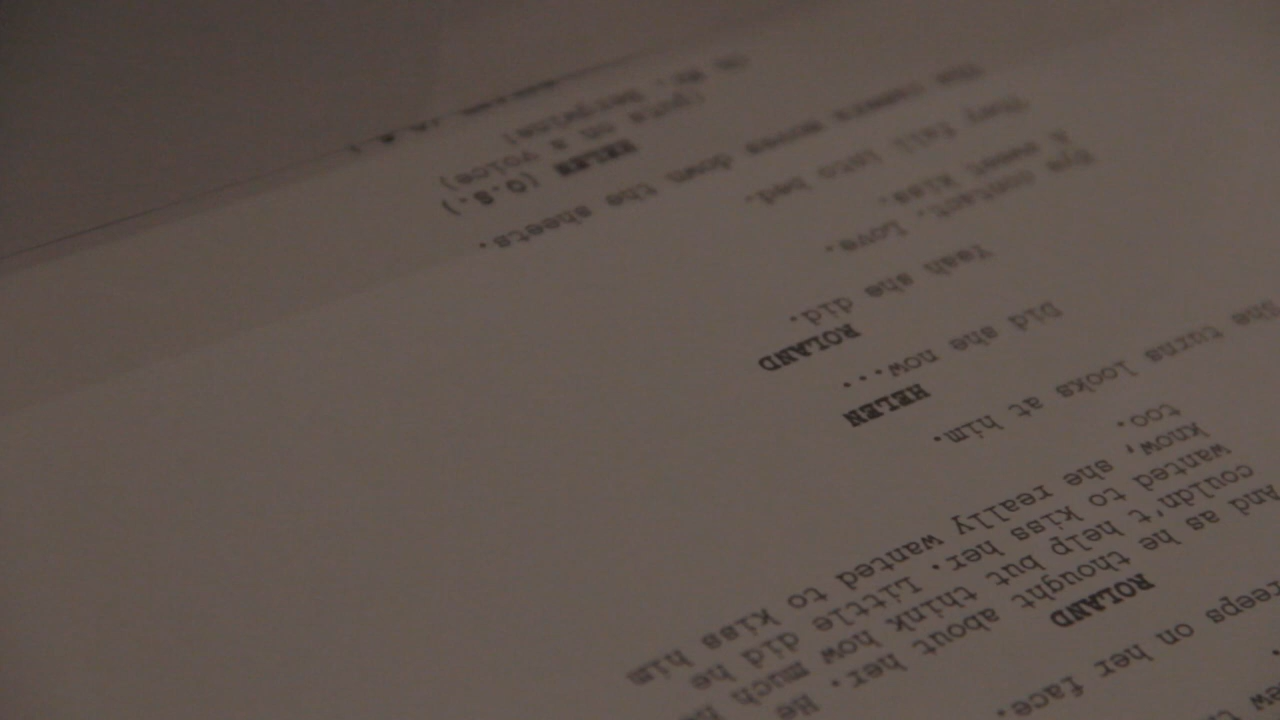 reeps on her face.
ROLAND
And as he thought about her. He
couldn't help but think how much he
wanted to kiss her. Little did he
know, she really wanted to kiss him
too.
She turns looks at him.
HELEN
Did she now...
ROLAND
Yeah she did.
Eye contact. Love.
A sweet kiss.
They fall into bed.
The camera moves down the sheets.
HELEN (O.S.)
(puts on a voice)